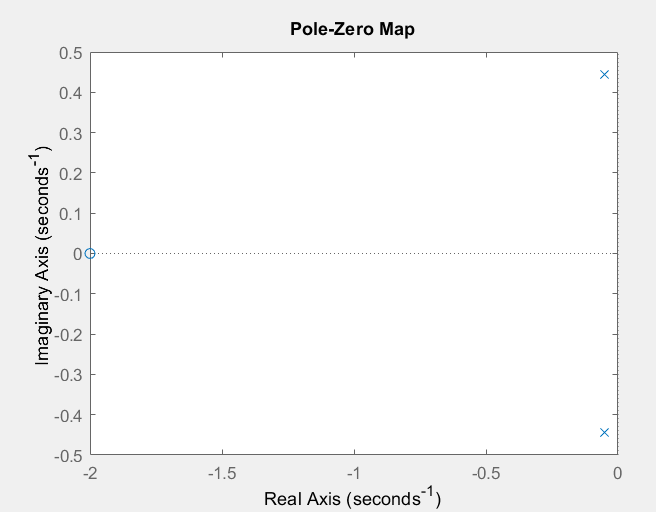 Pole-Zero Map
0.5
0.4
0.3
0.2
0.1
0
-0.1
-0.2
-0.3
-0.4
-0.5
Imaginary Axis (seconds⁻¹)
-2 -1.5 -1 -0.5 0
Real Axis (seconds⁻¹)